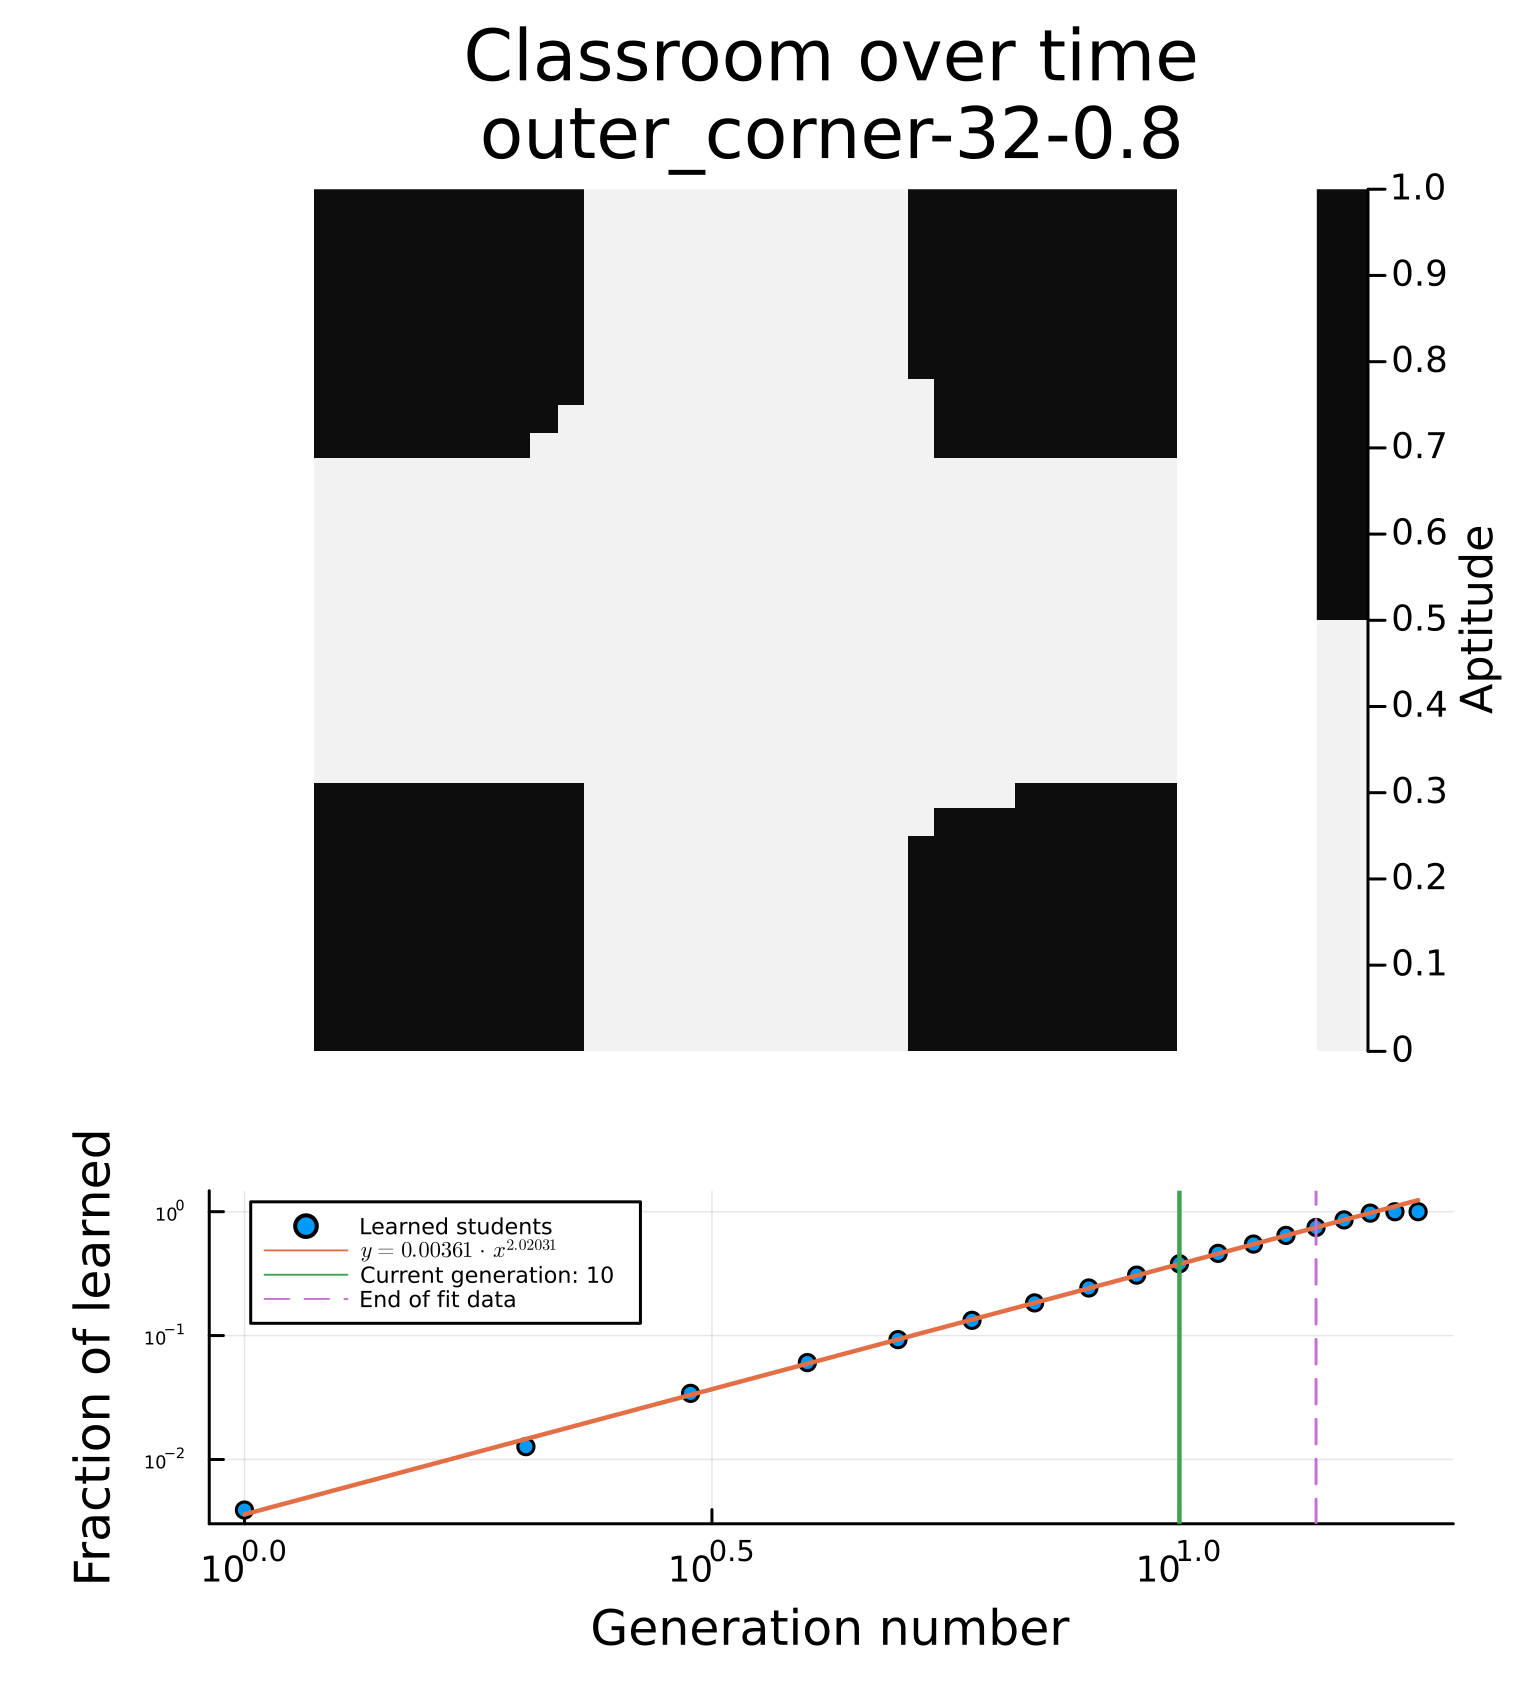 Classroom over time
outer_corner-32-0.8
1.0
0.9
0.8
0.7
0.6
0.5
0.4
0.3
0.2
0.1
0
Aptitude
Fraction of learned
10⁰
10⁻¹
10⁻²
Learned students
y = 0.00361 · x^2.02031
Current generation: 10
End of fit data
10^0.0
10^0.5
10^1.0
Generation number